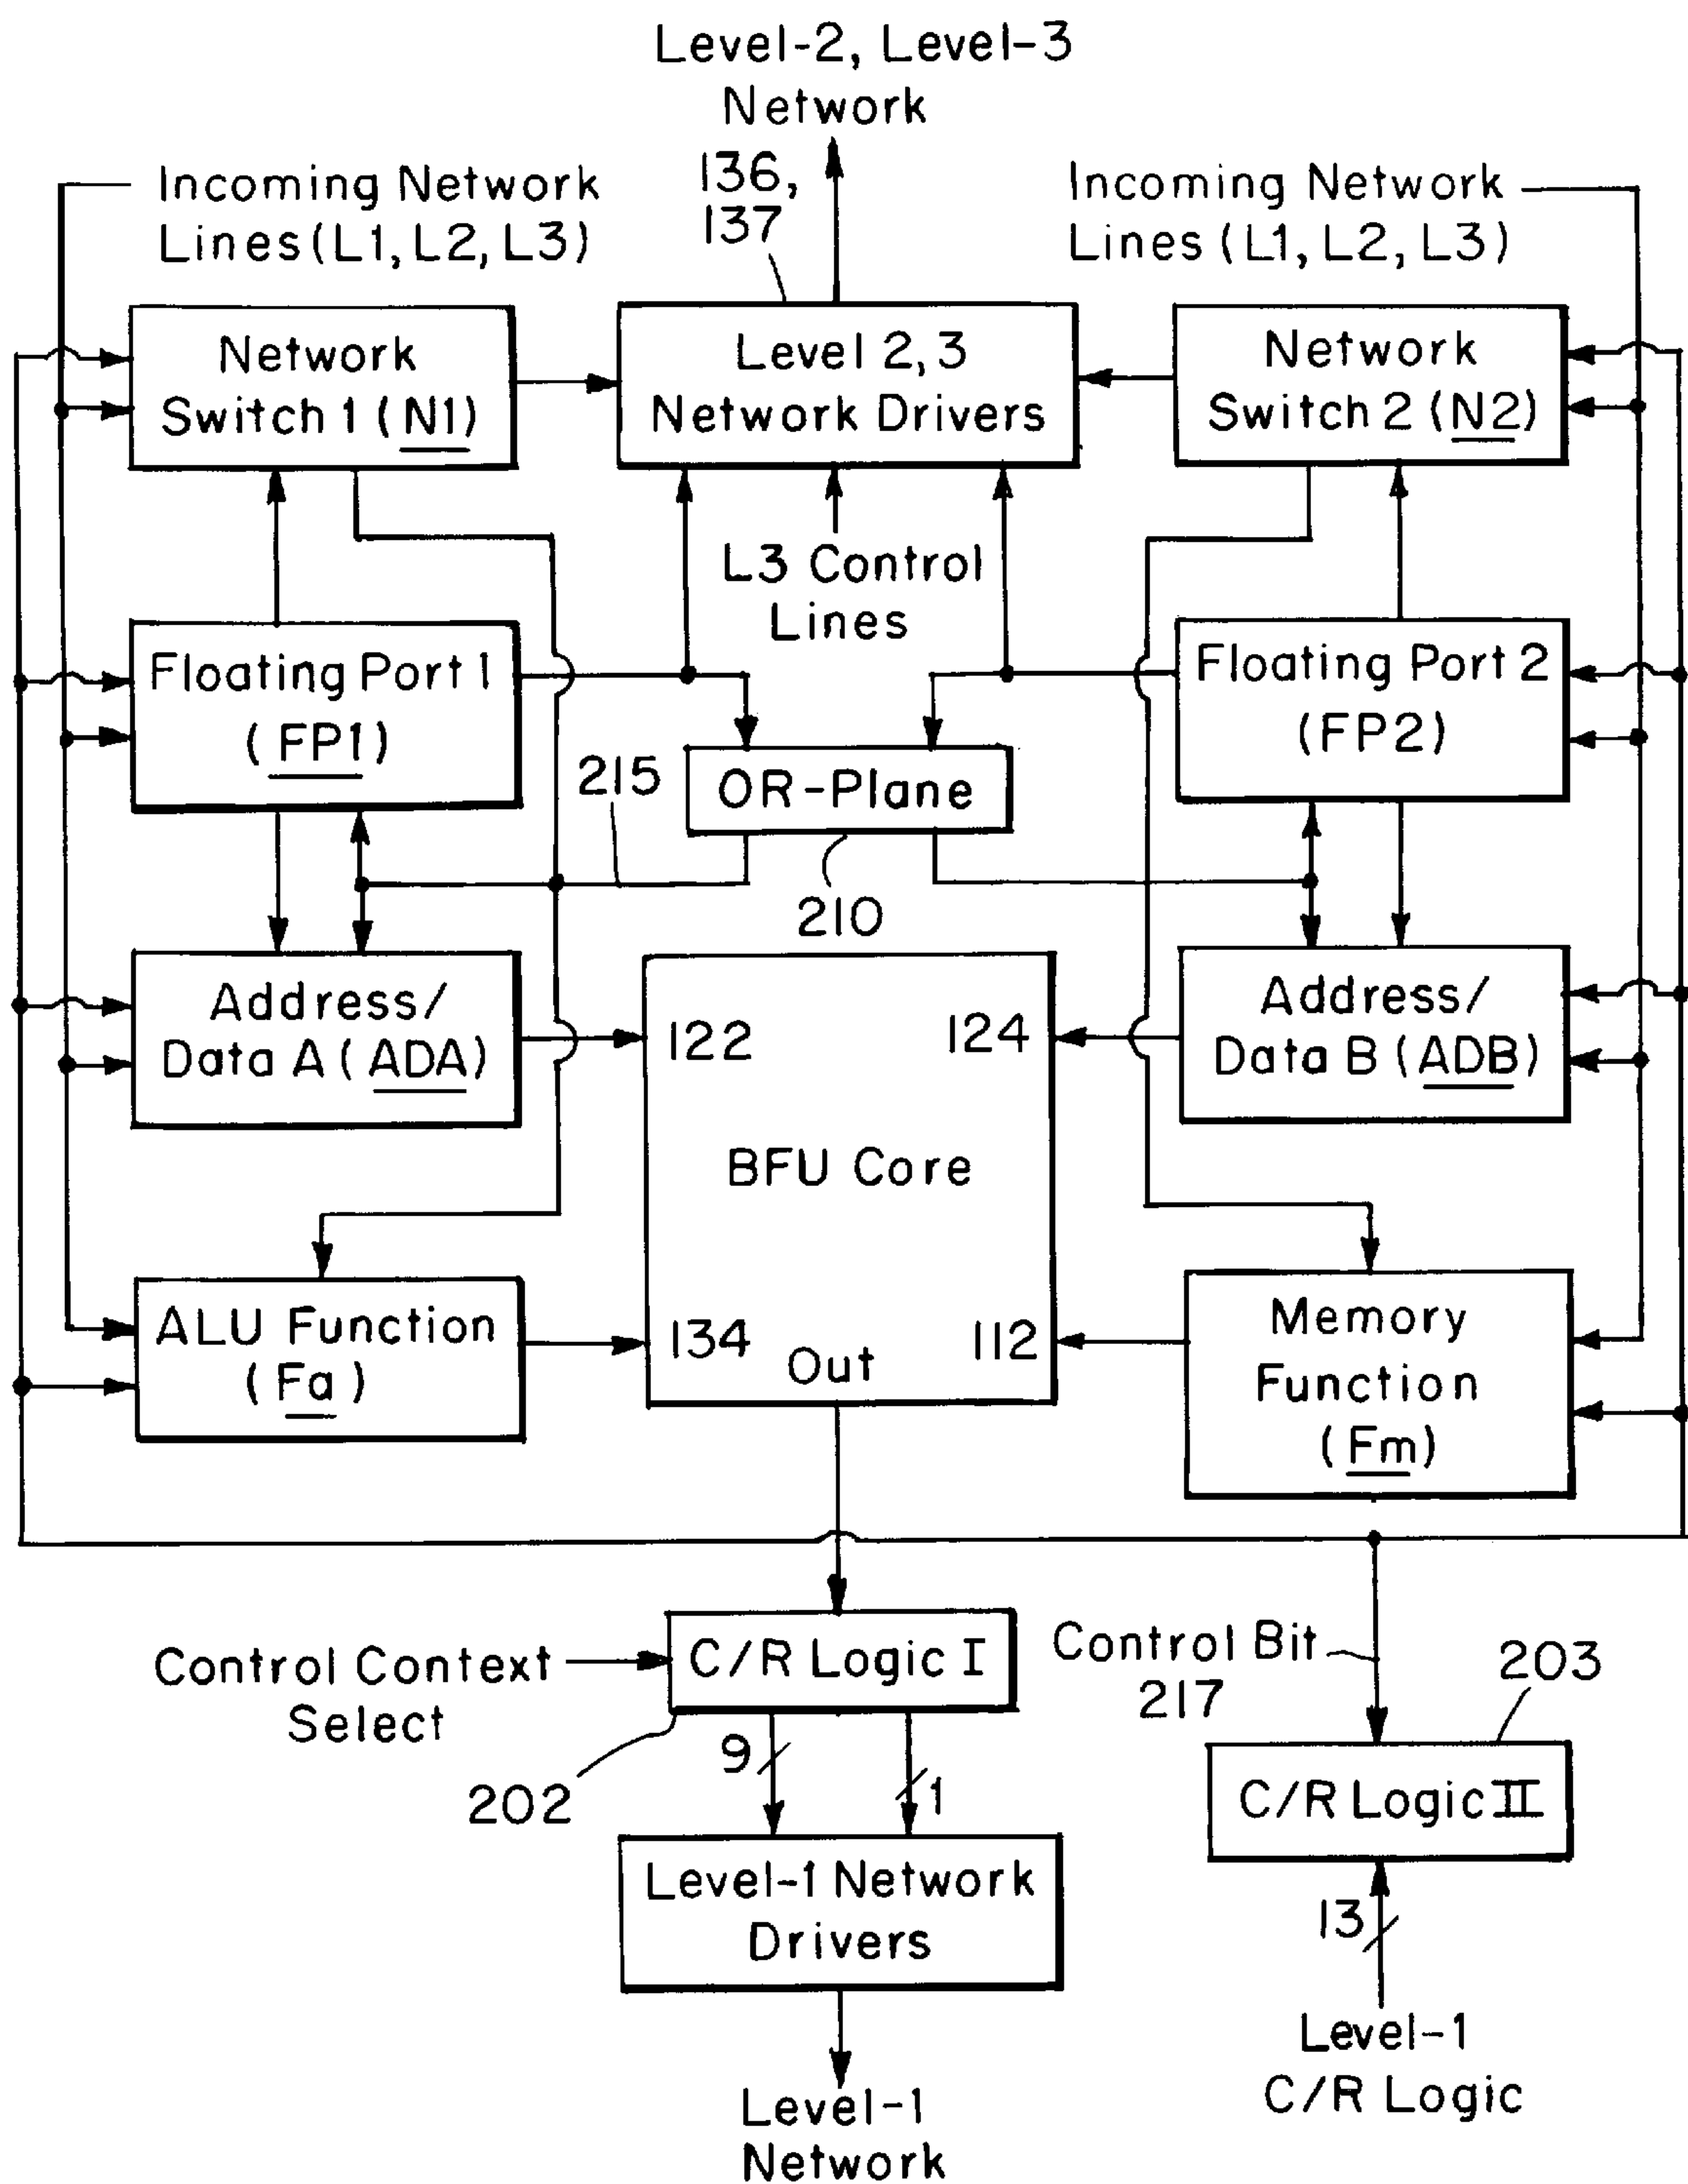 Level-2, Level-3
Network
136,
137
Incoming Network
Lines (L1, L2, L3)
Incoming Network
Lines (L1, L2, L3)
Network
Switch 1 (N1)
Level 2, 3
Network Drivers
Network
Switch 2 (N2)
L3 Control
Lines
Floating Port 1
(FP1)
Floating Port 2
(FP2)
215
OR-Plane
210
Address/
Data A (ADA)
122
124
Address/
Data B (ADB)
BFU Core
ALU Function
(Fa)
134
Out
112
Memory
Function
(Fm)
Control Context
Select
C/R Logic I
Control Bit
217
203
202
9
1
C/R Logic II
Level-1 Network
Drivers
13
Level-1
C/R Logic
Level-1
Network